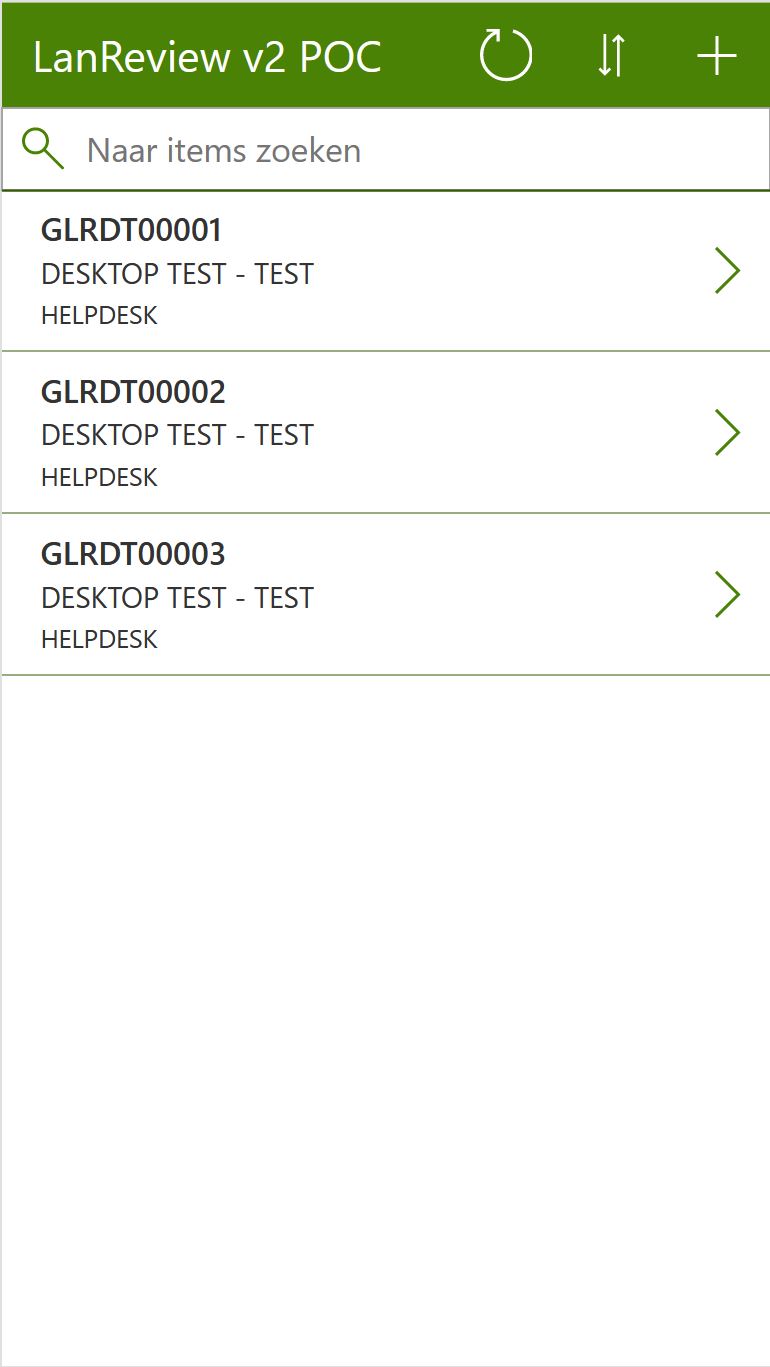 LanReview v2 POC
Naar items zoeken
GLRDT00001
DESKTOP TEST - TEST
HELPDESK
GLRDT00002
DESKTOP TEST - TEST
HELPDESK
GLRDT00003
DESKTOP TEST - TEST
HELPDESK